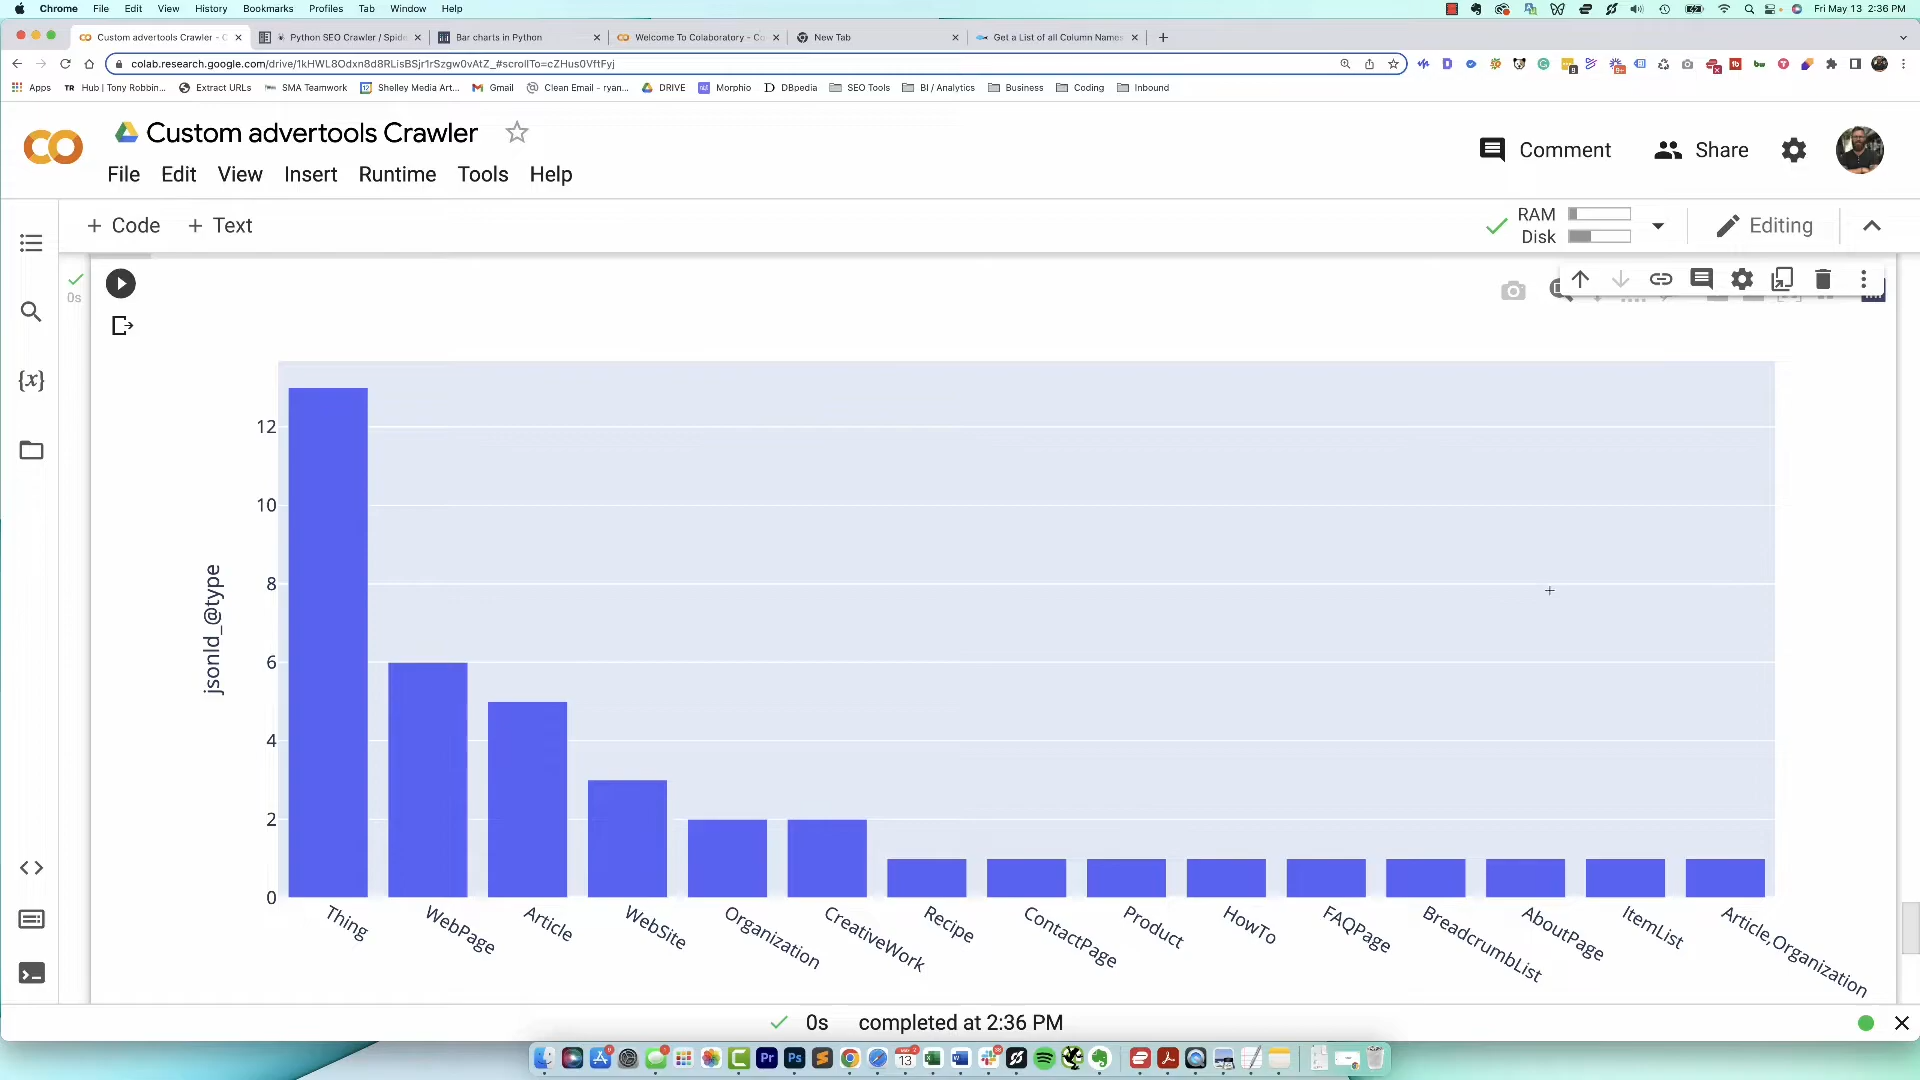 Chrome File Edit View History Bookmarks Profiles Tab Window Help Fri May 13 2:36 PM
Custom advertools Crawler - C Python SEO Crawler / Spide Bar charts in Python Welcome To Colaboratory - Co New Tab Get a List of all Column Names
colab.research.google.com/drive/1kHWL8Odxn8d8RLisBSjr1rSzgw0vAtZ_#scrollTo=cZHus0VftFyj
Apps Hub | Tony Robbin... Extract URLs SMA Teamwork Shelley Media Art... Gmail Clean Email - ryan... DRIVE Morphio DBpedia SEO Tools BI / Analytics Business Coding Inbound
Custom advertools Crawler
Comment Share
File Edit View Insert Runtime Tools Help
+ Code + Text
RAM
Disk
Editing
0s
12
10
8
6
4
2
0
jsonld_@type
Thing
WebPage
Article
WebSite
Organization
CreativeWork
Recipe
ContactPage
Product
HowTo
FAQPage
BreadcrumbList
AboutPage
ItemList
Article,Organization
0s completed at 2:36 PM